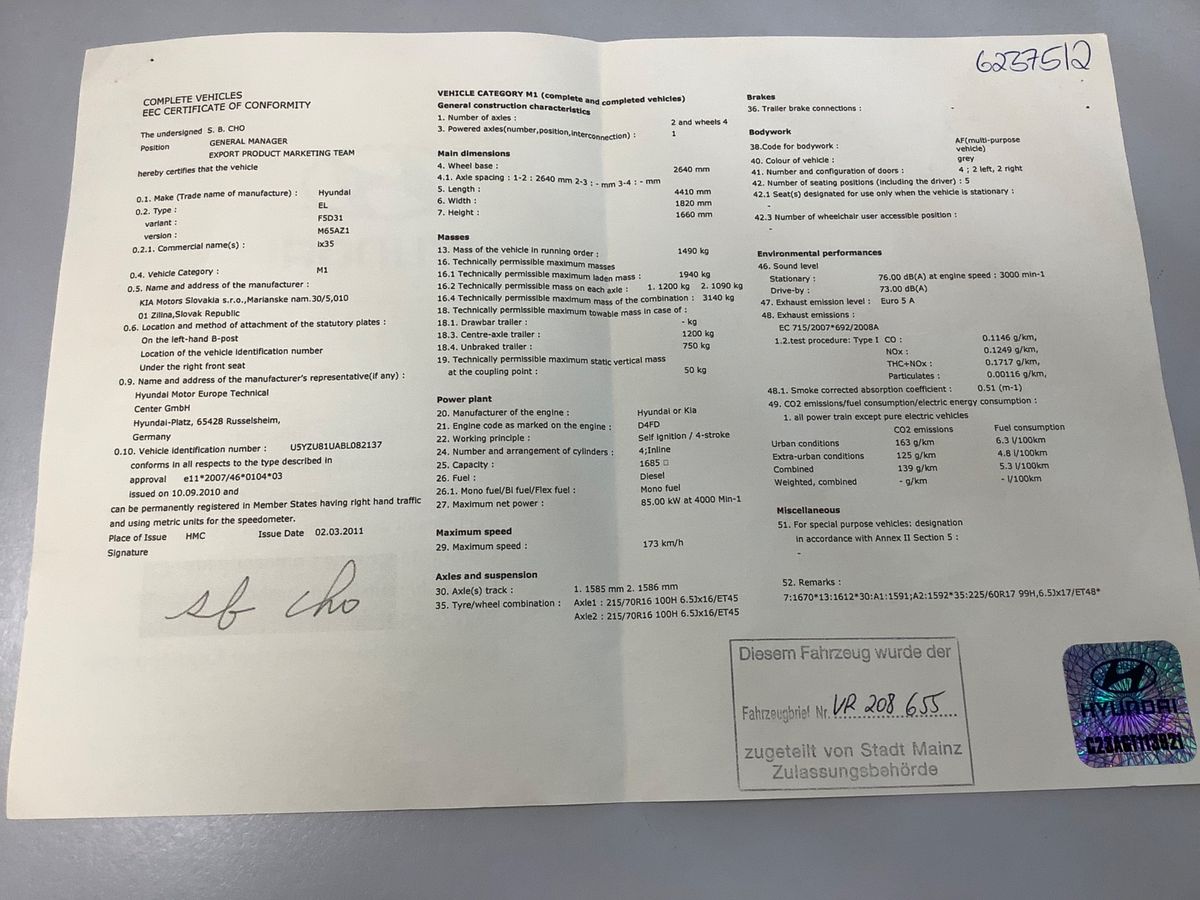 6237512
COMPLETE VEHICLES
EEC CERTIFICATE OF CONFORMITY
The undersigned S. B. CHO
Position GENERAL MANAGER
EXPORT PRODUCT MARKETING TEAM
hereby certifies that the vehicle
0.1. Make (Trade name of manufacture) : Hyundai
0.2. Type : EL
variant : F5D31
version : M65AZ1
0.2.1. Commercial name(s) : ix35
0.4. Vehicle Category : M1
0.5. Name and address of the manufacturer :
KIA Motors Slovakia s.r.o.,Marianske nam.30/5,010
01 Zilina,Slovak Republic
0.6. Location and method of attachment of the statutory plates :
On the left-hand B-post
Location of the vehicle identification number
Under the right front seat
0.9. Name and address of the manufacturer's representative(if any) :
Hyundai Motor Europe Technical
Center GmbH
Hyundai-Platz, 65428 Russelsheim,
Germany
0.10. Vehicle identification number : U5YZU81UABL082137
conforms in all respects to the type described in
approval e11*2007/46*0104*03
issued on 10.09.2010 and
can be permanently registered in Member States having right hand traffic
and using metric units for the speedometer.
Place of Issue HMC Issue Date 02.03.2011
Signature
sb cho
VEHICLE CATEGORY M1 (complete and completed vehicles)
General construction characteristics
1. Number of axles : 2 and wheels 4
3. Powered axles(number,position,interconnection) : 1
Main dimensions
4. Wheel base : 2640 mm
4.1. Axle spacing : 1-2 : 2640 mm 2-3 : - mm 3-4 : - mm
5. Length : 4410 mm
6. Width : 1820 mm
7. Height : 1660 mm
Masses
13. Mass of the vehicle in running order : 1490 kg
16. Technically permissible maximum masses
16.1 Technically permissible maximum laden mass : 1940 kg
16.2 Technically permissible mass on each axle : 1. 1200 kg 2. 1090 kg
16.4 Technically permissible maximum mass of the combination : 3140 kg
18. Technically permissible maximum towable mass in case of :
18.1. Drawbar trailer : - kg
18.3. Centre-axle trailer : 1200 kg
18.4. Unbraked trailer : 750 kg
19. Technically permissible maximum static vertical mass
at the coupling point : 50 kg
Power plant
20. Manufacturer of the engine : Hyundai or Kia
21. Engine code as marked on the engine : D4FD
22. Working principle : Self ignition / 4-stroke
24. Number and arrangement of cylinders : 4;Inline
25. Capacity : 1685 □
26. Fuel : Diesel
26.1. Mono fuel/Bi fuel/Flex fuel : Mono fuel
27. Maximum net power : 85.00 kW at 4000 Min-1
Maximum speed
29. Maximum speed : 173 km/h
Axles and suspension
30. Axle(s) track : 1. 1585 mm 2. 1586 mm
35. Tyre/wheel combination : Axle1 : 215/70R16 100H 6.5Jx16/ET45
Axle2 : 215/70R16 100H 6.5Jx16/ET45
Brakes
36. Trailer brake connections : -
Bodywork
38.Code for bodywork : AF(multi-purpose
vehicle)
40. Colour of vehicle : grey
41. Number and configuration of doors : 4 ; 2 left, 2 right
42. Number of seating positions (including the driver) : 5
42.1 Seat(s) designated for use only when the vehicle is stationary :
-
42.3 Number of wheelchair user accessible position :
-
Environmental performances
46. Sound level
Stationary : 76.00 dB(A) at engine speed : 3000 min-1
Drive-by : 73.00 dB(A)
47. Exhaust emission level : Euro 5 A
48. Exhaust emissions :
EC 715/2007*692/2008A
1.2.test procedure: Type I CO : 0.1146 g/km,
NOx : 0.1249 g/km,
THC+NOx : 0.1717 g/km,
Particulates : 0.00116 g/km,
48.1. Smoke corrected absorption coefficient : 0.51 (m-1)
49. CO2 emissions/fuel consumption/electric energy consumption :
1. all power train except pure electric vehicles
CO2 emissions Fuel consumption
Urban conditions 163 g/km 6.3 l/100km
Extra-urban conditions 125 g/km 4.8 l/100km
Combined 139 g/km 5.3 l/100km
Weighted, combined - g/km - l/100km
Miscellaneous
51. For special purpose vehicles: designation
in accordance with Annex II Section 5 :
-
52. Remarks :
7:1670*13:1612*30:A1:1591;A2:1592*35:225/60R17 99H,6.5Jx17/ET48*
Diesem Fahrzeug wurde der
Fahrzeugbrief Nr. VR 208 655
zugeteilt von Stadt Mainz
Zulassungsbehörde
HYUNDAI